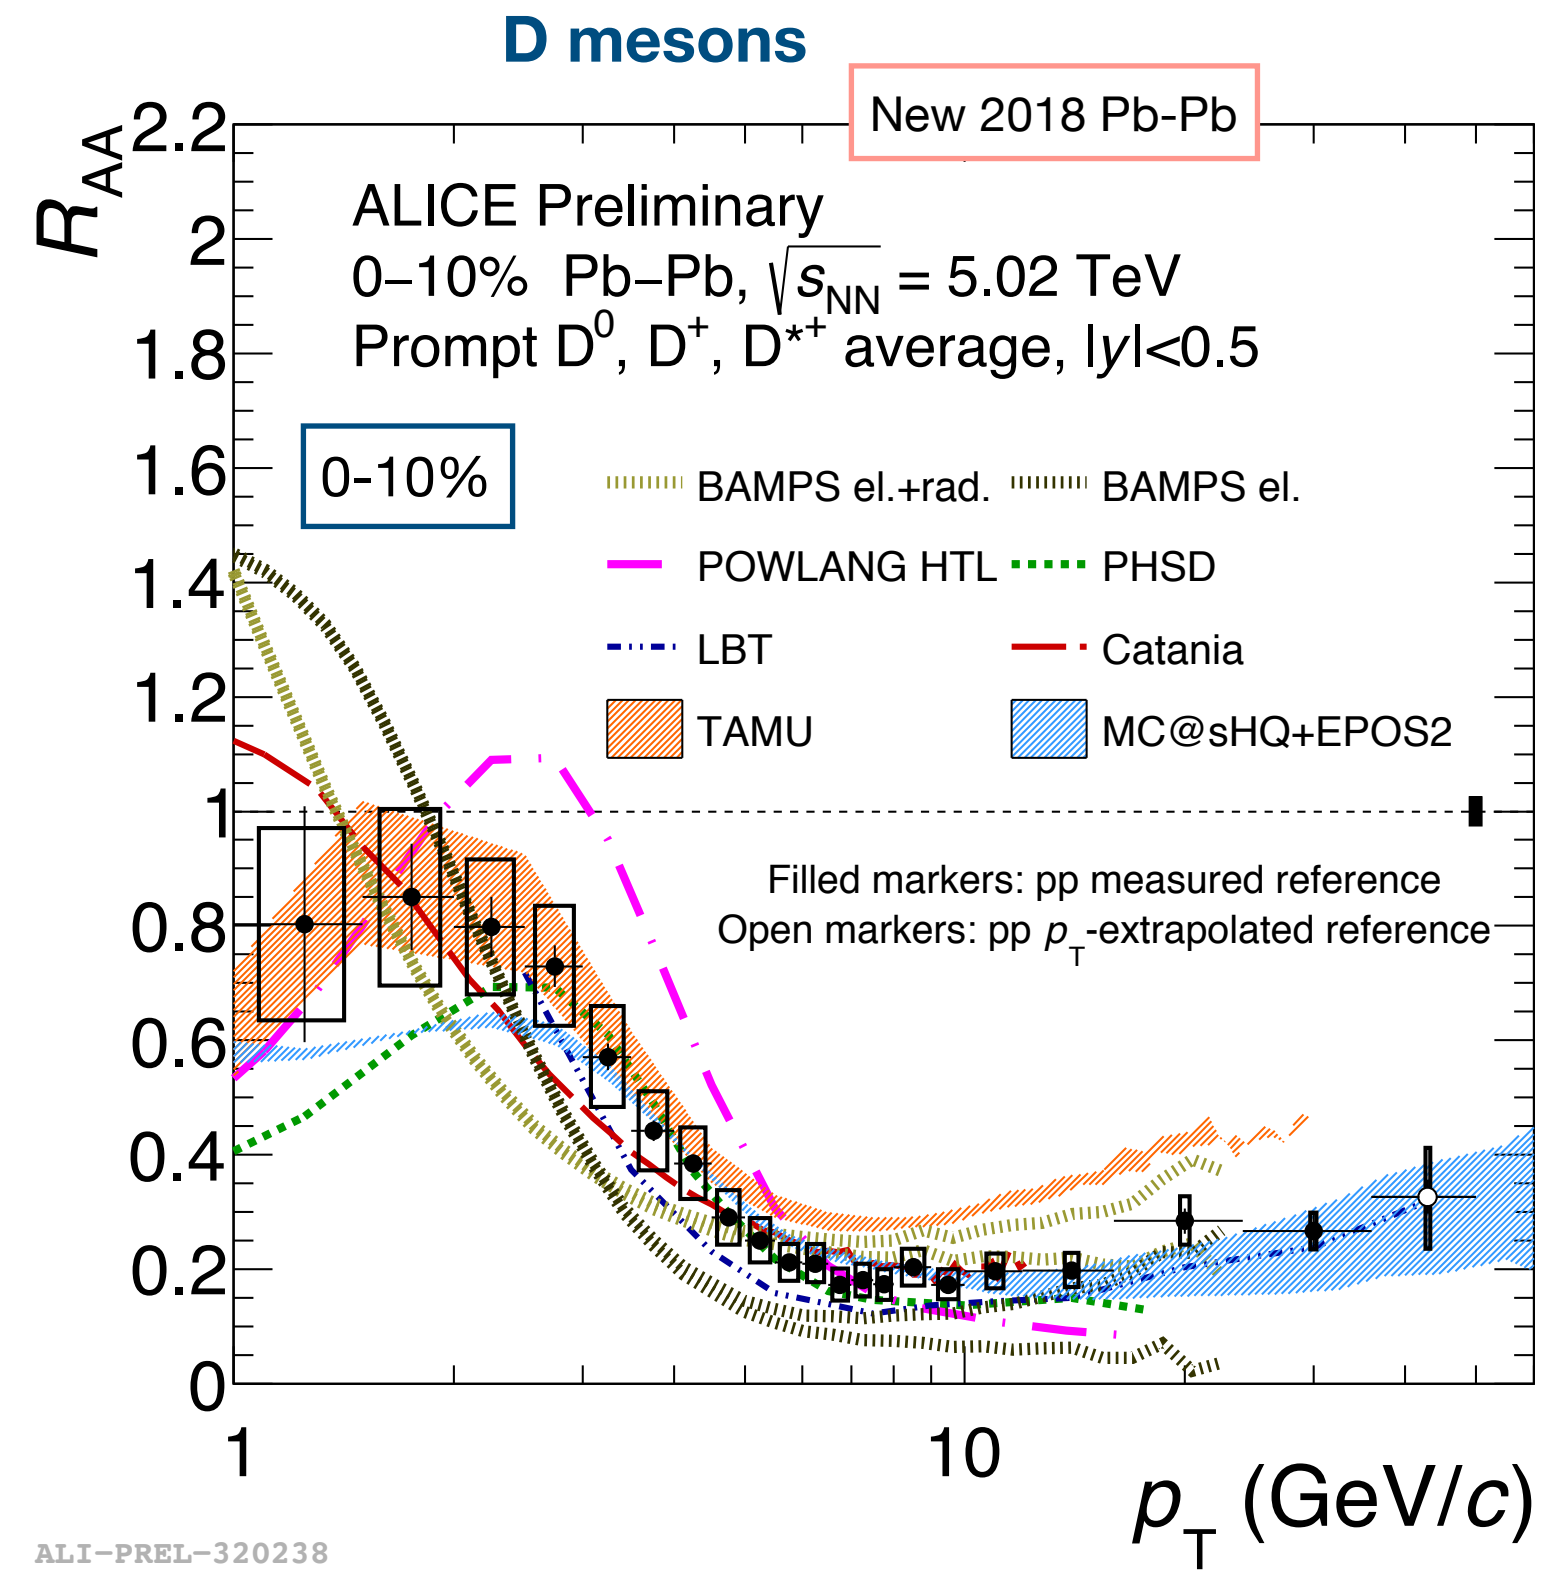 D mesons
New 2018 Pb-Pb
R_AA
ALICE Preliminary
0–10% Pb–Pb, √s_NN = 5.02 TeV
Prompt D⁰, D⁺, D*⁺ average, |y|<0.5
0-10%
BAMPS el.+rad. BAMPS el.
POWLANG HTL PHSD
LBT Catania
TAMU MC@sHQ+EPOS2
Filled markers: pp measured reference
Open markers: pp p_T-extrapolated reference
2.2
2
1.8
1.6
1.4
1.2
1
0.8
0.6
0.4
0.2
0
1 10
p_T (GeV/c)
ALI-PREL-320238